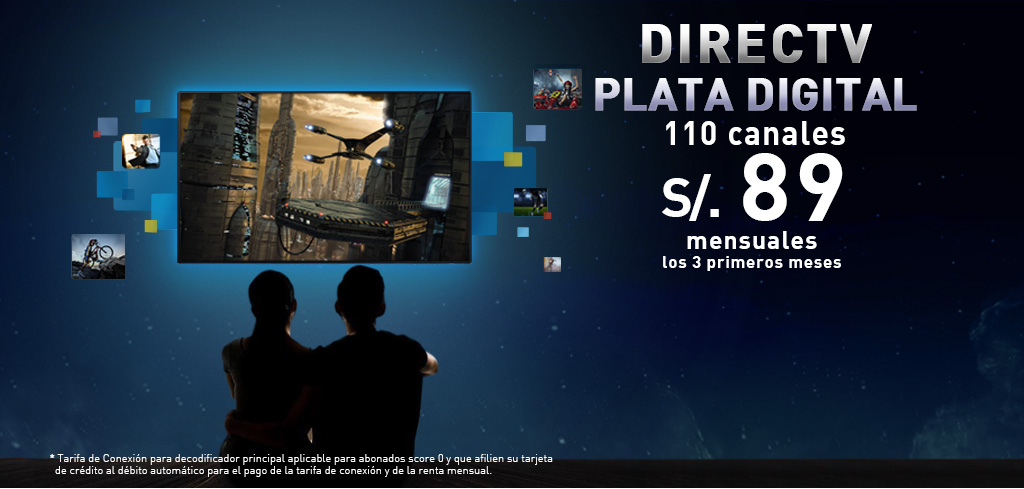 DIRECTV
PLATA DIGITAL
110 canales
S/. 89
mensuales
los 3 primeros meses
* Tarifa de Conexión para decodificador principal aplicable para abonados score 0 y que afilien su tarjeta
de crédito al débito automático para el pago de la tarifa de conexión y de la renta mensual.